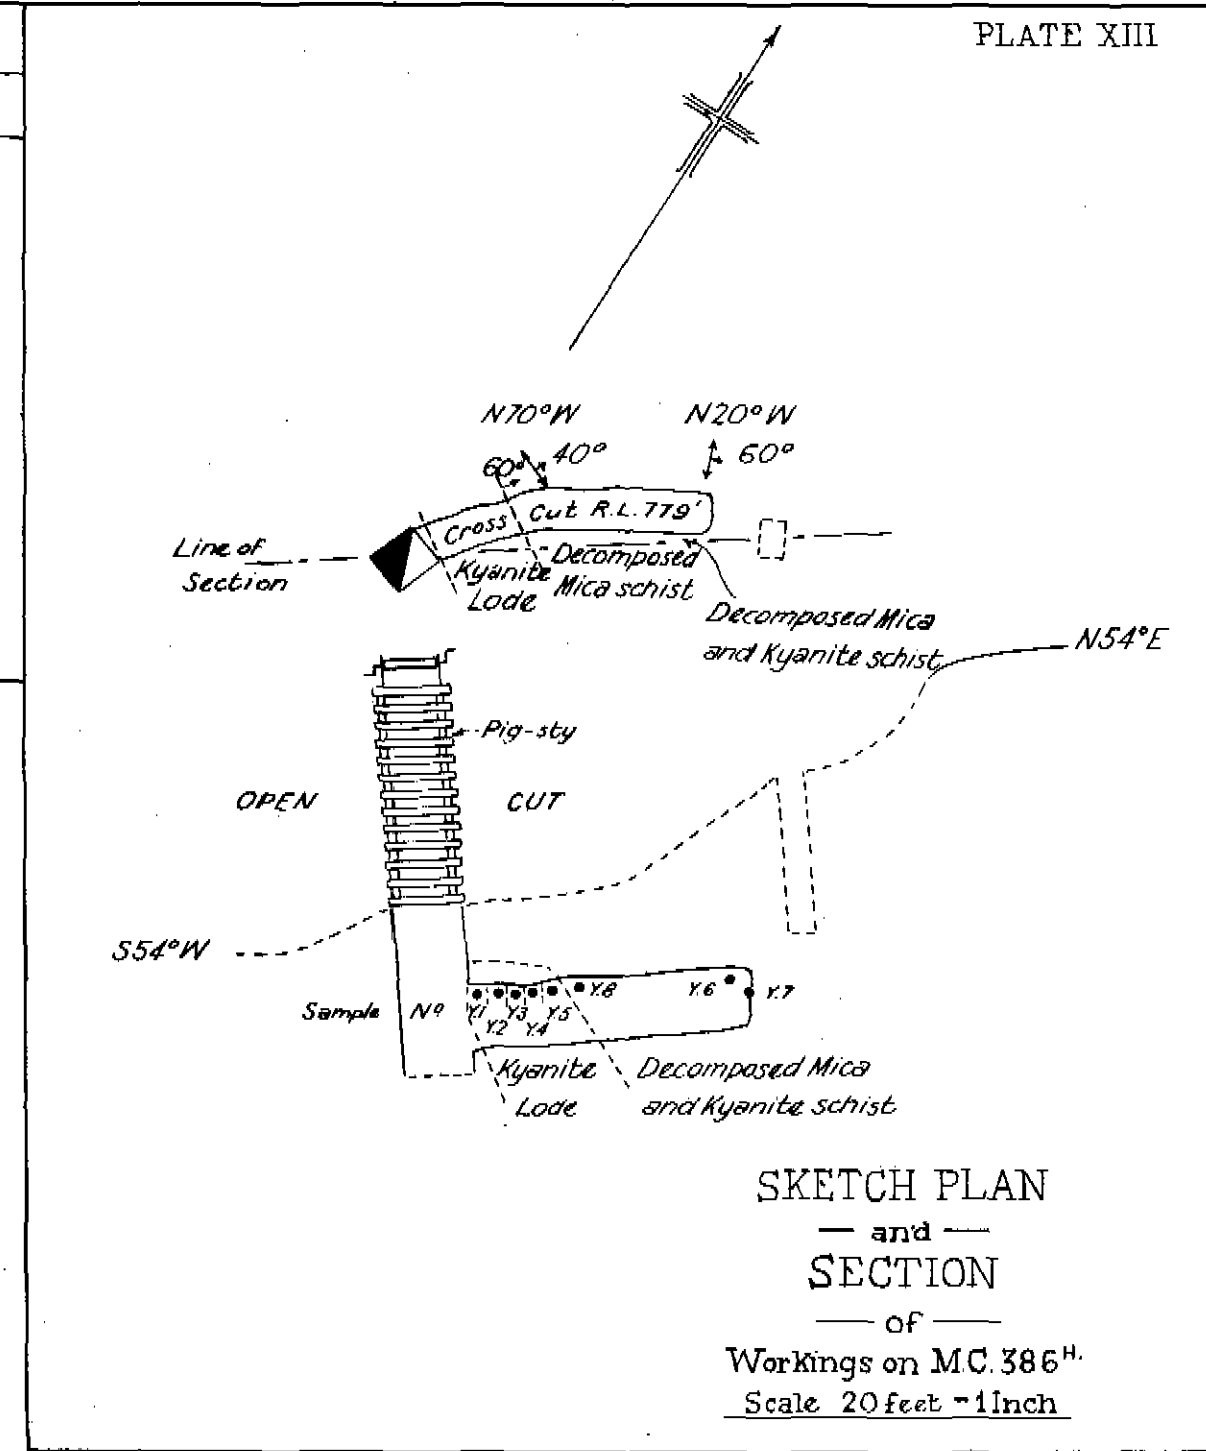 PLATE XIII
N70°W
N20°W
60°
40°
60°
Cross Cut R.L.779'
Line of
Section
Kyanite
Lode
Decomposed
Mica schist
Decomposed Mica
and Kyanite schist
N54°E
Pig-sty
OPEN CUT
S54°W
Sample Nº
Y.1
Y.2
Y.3
Y.4
Y.5
Y.8
Y.6
Y.7
Kyanite
Lode
Decomposed Mica
and Kyanite schist
SKETCH PLAN
— and —
SECTION
— of —
Workings on M.C. 386ᴴ·
Scale 20 feet - 1 Inch